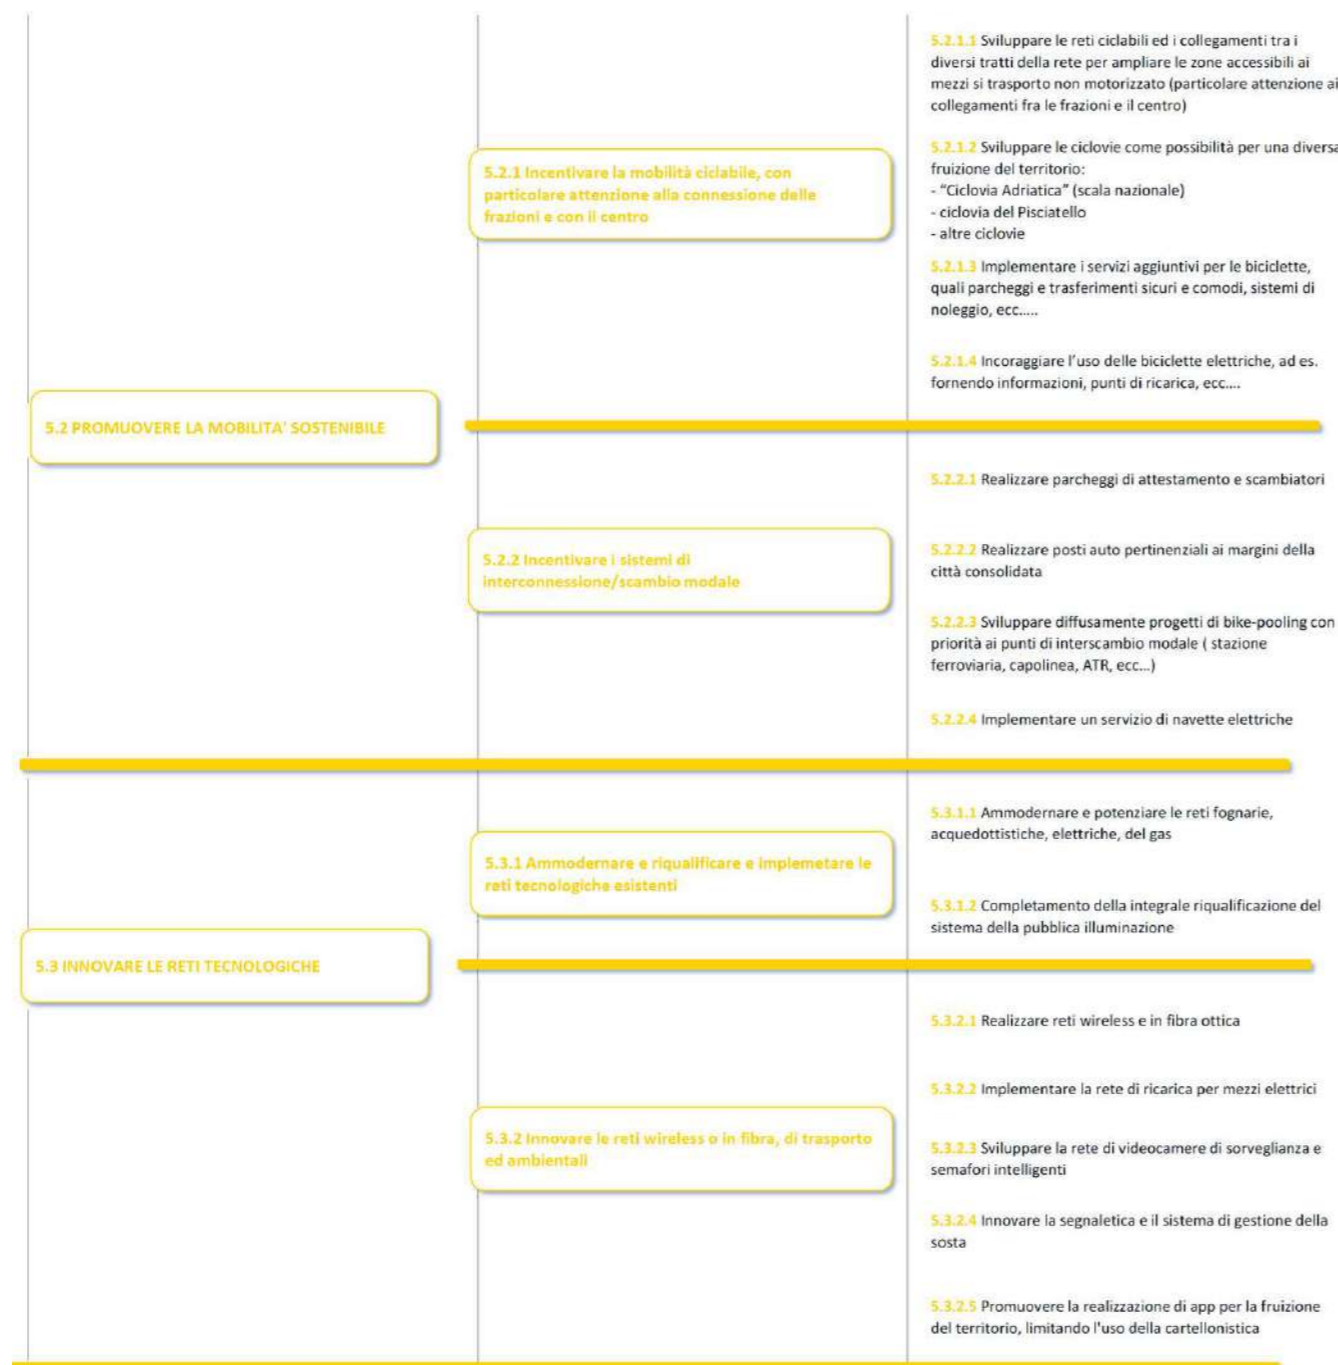 5.2 PROMUOVERE LA MOBILITA' SOSTENIBILE
5.2.1 Incentivare la mobilità ciclabile, con
particolare attenzione alla connessione delle
frazioni e con il centro
5.2.1.1 Sviluppare le reti ciclabili ed i collegamenti tra i
diversi tratti della rete per ampliare le zone accessibili ai
mezzi si trasporto non motorizzato (particolare attenzione ai
collegamenti fra le frazioni e il centro)
5.2.1.2 Sviluppare le ciclovie come possibilità per una diversa
fruizione del territorio:
- "Ciclovia Adriatica" (scala nazionale)
- ciclovia del Pisciatello
- altre ciclovie
5.2.1.3 Implementare i servizi aggiuntivi per le biciclette,
quali parcheggi e trasferimenti sicuri e comodi, sistemi di
noleggio, ecc.....
5.2.1.4 Incoraggiare l'uso delle biciclette elettriche, ad es.
fornendo informazioni, punti di ricarica, ecc....
5.2.2 Incentivare i sistemi di
interconnessione/scambio modale
5.2.2.1 Realizzare parcheggi di attestamento e scambiatori
5.2.2.2 Realizzare posti auto pertinenziali ai margini della
città consolidata
5.2.2.3 Sviluppare diffusamente progetti di bike-pooling con
priorità ai punti di interscambio modale ( stazione
ferroviaria, capolinea, ATR, ecc...)
5.2.2.4 Implementare un servizio di navette elettriche
5.3 INNOVARE LE RETI TECNOLOGICHE
5.3.1 Ammodernare e riqualificare e implemetare le
reti tecnologiche esistenti
5.3.1.1 Ammodernare e potenziare le reti fognarie,
acquedottistiche, elettriche, del gas
5.3.1.2 Completamento della integrale riqualificazione del
sistema della pubblica illuminazione
5.3.2 Innovare le reti wireless o in fibra, di trasporto
ed ambientali
5.3.2.1 Realizzare reti wireless e in fibra ottica
5.3.2.2 Implementare la rete di ricarica per mezzi elettrici
5.3.2.3 Sviluppare la rete di videocamere di sorveglianza e
semafori intelligenti
5.3.2.4 Innovare la segnaletica e il sistema di gestione della
sosta
5.3.2.5 Promuovere la realizzazione di app per la fruizione
del territorio, limitando l'uso della cartellonistica